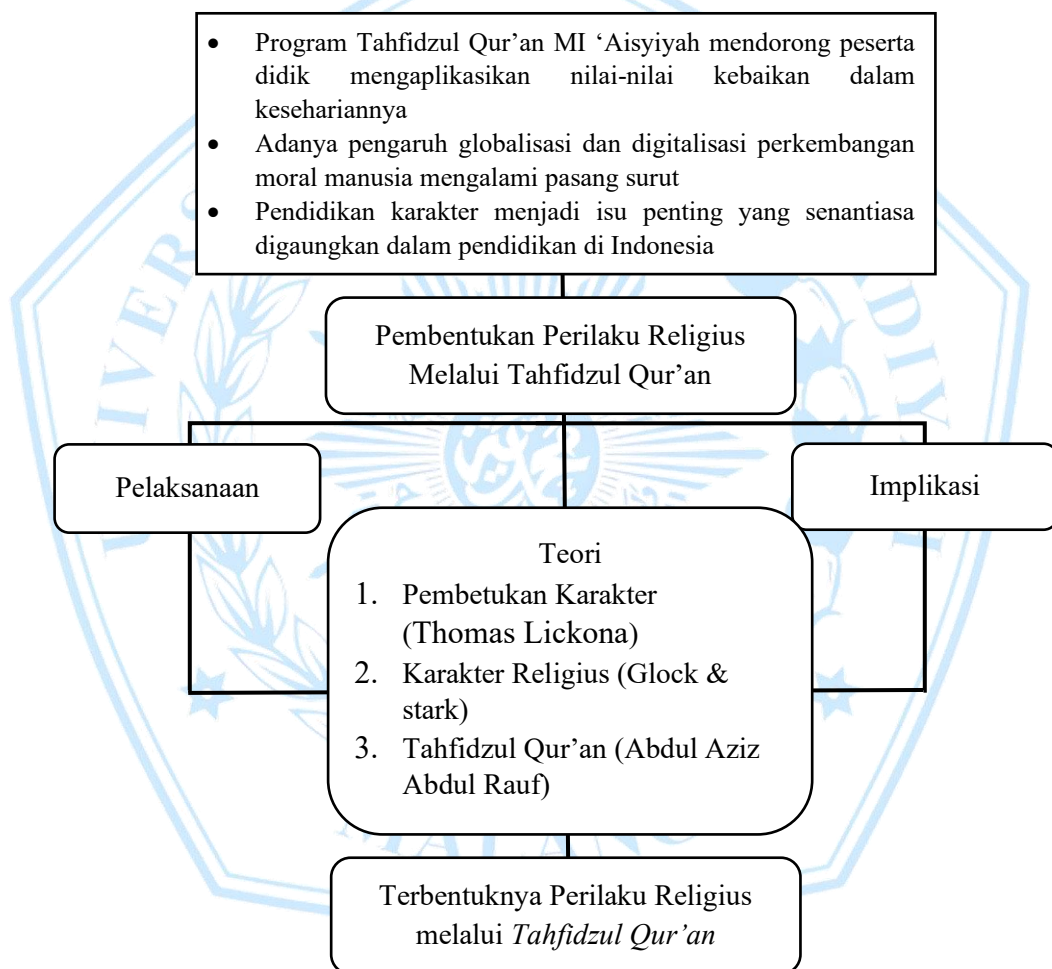 • Program Tahfidzul Qur’an MI ‘Aisyiyah mendorong peserta
didik mengaplikasikan nilai-nilai kebaikan dalam
kesehariannya
• Adanya pengaruh globalisasi dan digitalisasi perkembangan
moral manusia mengalami pasang surut
• Pendidikan karakter menjadi isu penting yang senantiasa
digaungkan dalam pendidikan di Indonesia
Pembentukan Perilaku Religius
Melalui Tahfidzul Qur’an
Pelaksanaan
Implikasi
Teori
1. Pembetukan Karakter
(Thomas Lickona)
2. Karakter Religius (Glock &
stark)
3. Tahfidzul Qur’an (Abdul Aziz
Abdul Rauf)
Terbentuknya Perilaku Religius
melalui Tahfidzul Qur’an